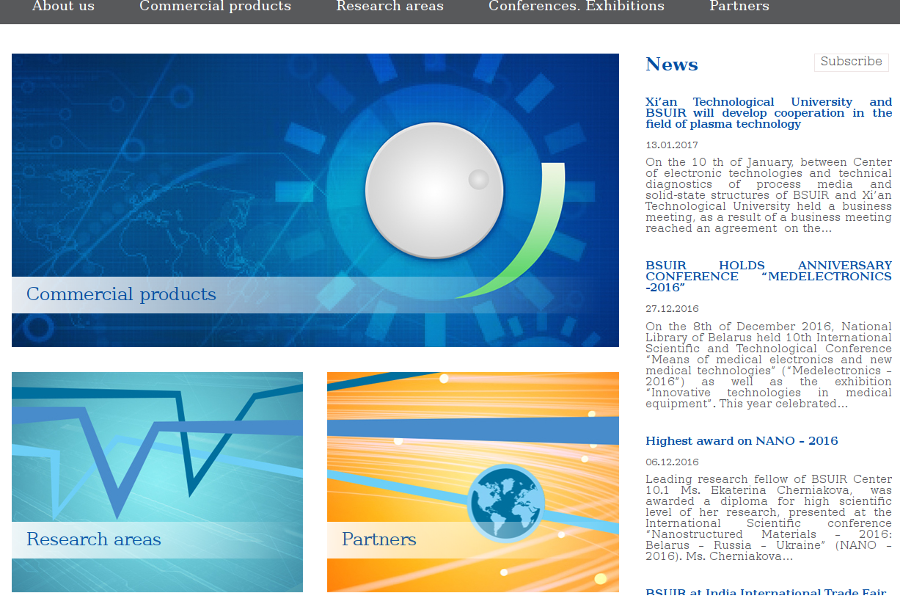 About us Commercial products Research areas Conferences. Exhibitions Partners
Commercial products
Research areas
Partners
News
Subscribe
Xi’an Technological University and
BSUIR will develop cooperation in the
field of plasma technology
13.01.2017
On the 10 th of January, between Center
of electronic technologies and technical
diagnostics of process media and
solid-state structures of BSUIR and Xi’an
Technological University held a business
meeting, as a result of a business meeting
reached an agreement on the...
BSUIR HOLDS ANNIVERSARY
CONFERENCE “MEDELECTRONICS
-2016”
27.12.2016
On the 8th of December 2016, National
Library of Belarus held 10th International
Scientific and Technological Conference
“Means of medical electronics and new
medical technologies” (“Medelectronics –
2016”) as well as the exhibition
“Innovative technologies in medical
equipment”. This year celebrated...
Highest award on NANO – 2016
06.12.2016
Leading research fellow of BSUIR Center
10.1 Ms. Ekaterina Cherniakova, was
awarded a diploma for high scientific
level of her research, presented at the
International Scientific conference
“Nanostructured Materials – 2016:
Belarus – Russia – Ukraine” (NANO –
2016). Ms. Cherniakova...
BSUIR at India International Trade Fair